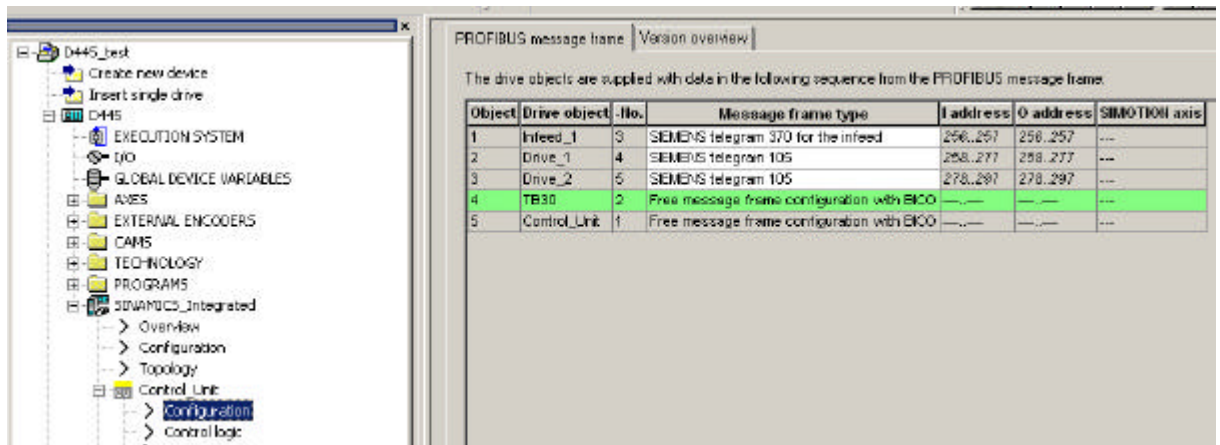 D445_test
Create new device
Insert single drive
D445
EXECUTION SYSTEM
I/O
GLOBAL DEVICE VARIABLES
AXES
EXTERNAL ENCODERS
CAMS
TECHNOLOGY
PROGRAMS
SINAMICS_Integrated
Overview
Configuration
Topology
Control_Unit
Configuration
Control logic
PROFIBUS message frame Version overview
The drive objects are supplied with data in the following sequence from the PROFIBUS message frame.
Object Drive object -No. Message frame type I address O address SIMOTION axis
1 Infeed_1 3 SIEMENS telegram 370 for the infeed 256..257 256..257 ---
2 Drive_1 4 SIEMENS telegram 105 258..277 258..277 ---
3 Drive_2 5 SIEMENS telegram 105 278..297 278..297 ---
4 TB30 2 Free message frame configuration with BICO ---..--- ---..--- ---
5 Control_Unit 1 Free message frame configuration with BICO ---..--- ---..--- ---